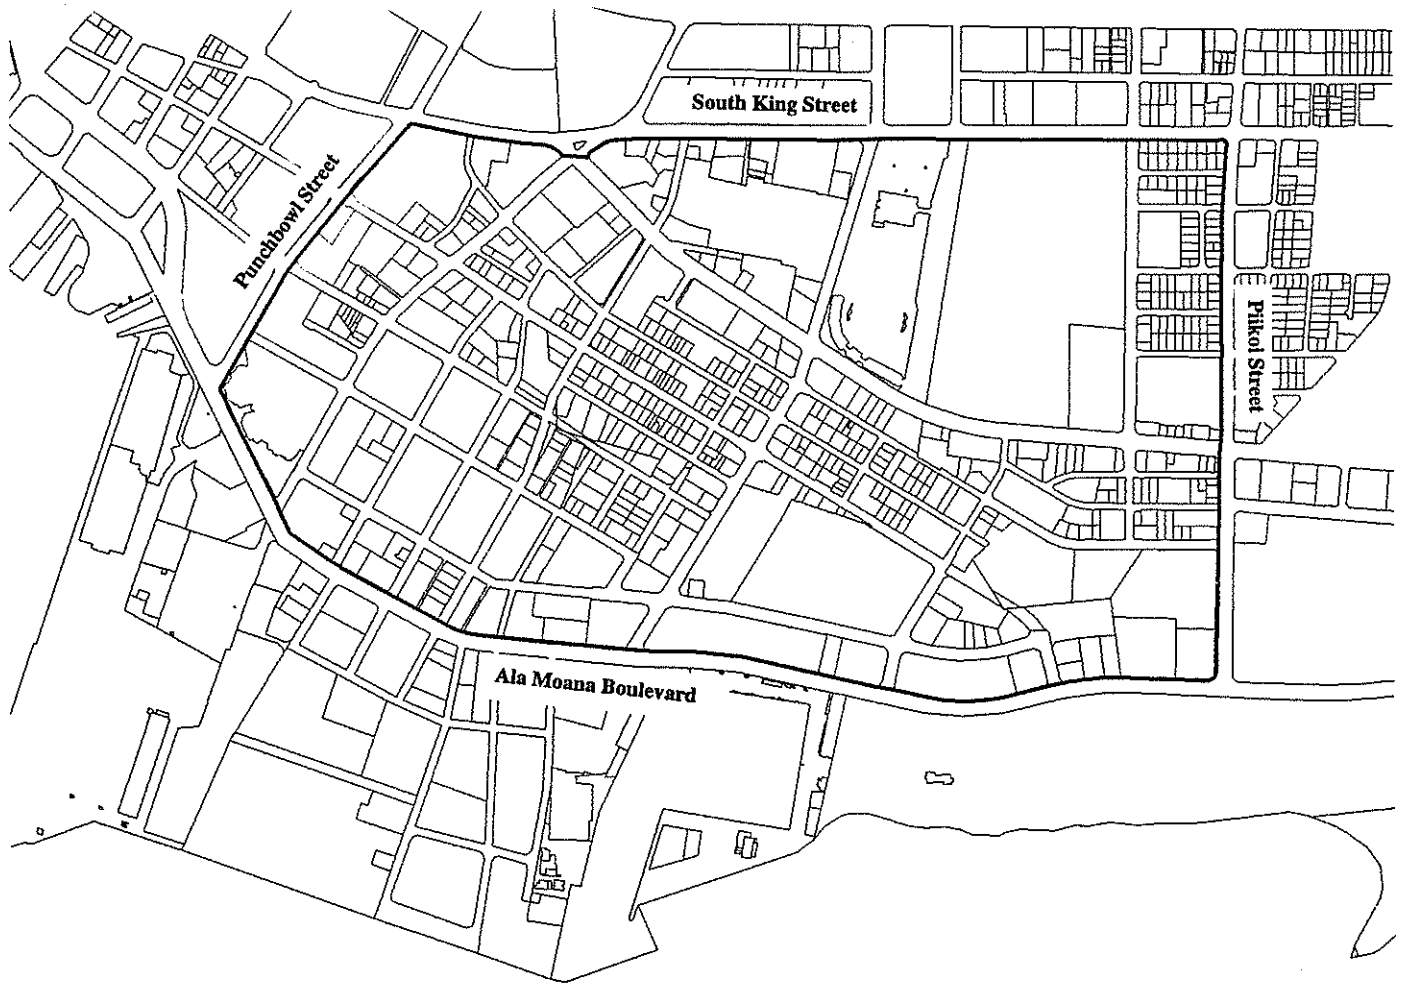 South King Street
Punchbowl Street
Piikoi Street
Ala Moana Boulevard